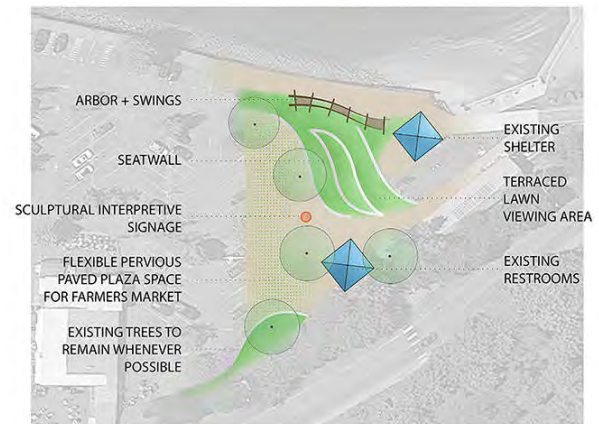 ARBOR + SWINGS
SEATWALL
SCULPTURAL INTERPRETIVE
SIGNAGE
FLEXIBLE PERVIOUS
PAVED PLAZA SPACE
FOR FARMERS MARKET
EXISTING TREES TO
REMAIN WHENEVER
POSSIBLE
EXISTING
SHELTER
TERRACED
LAWN
VIEWING AREA
EXISTING
RESTROOMS